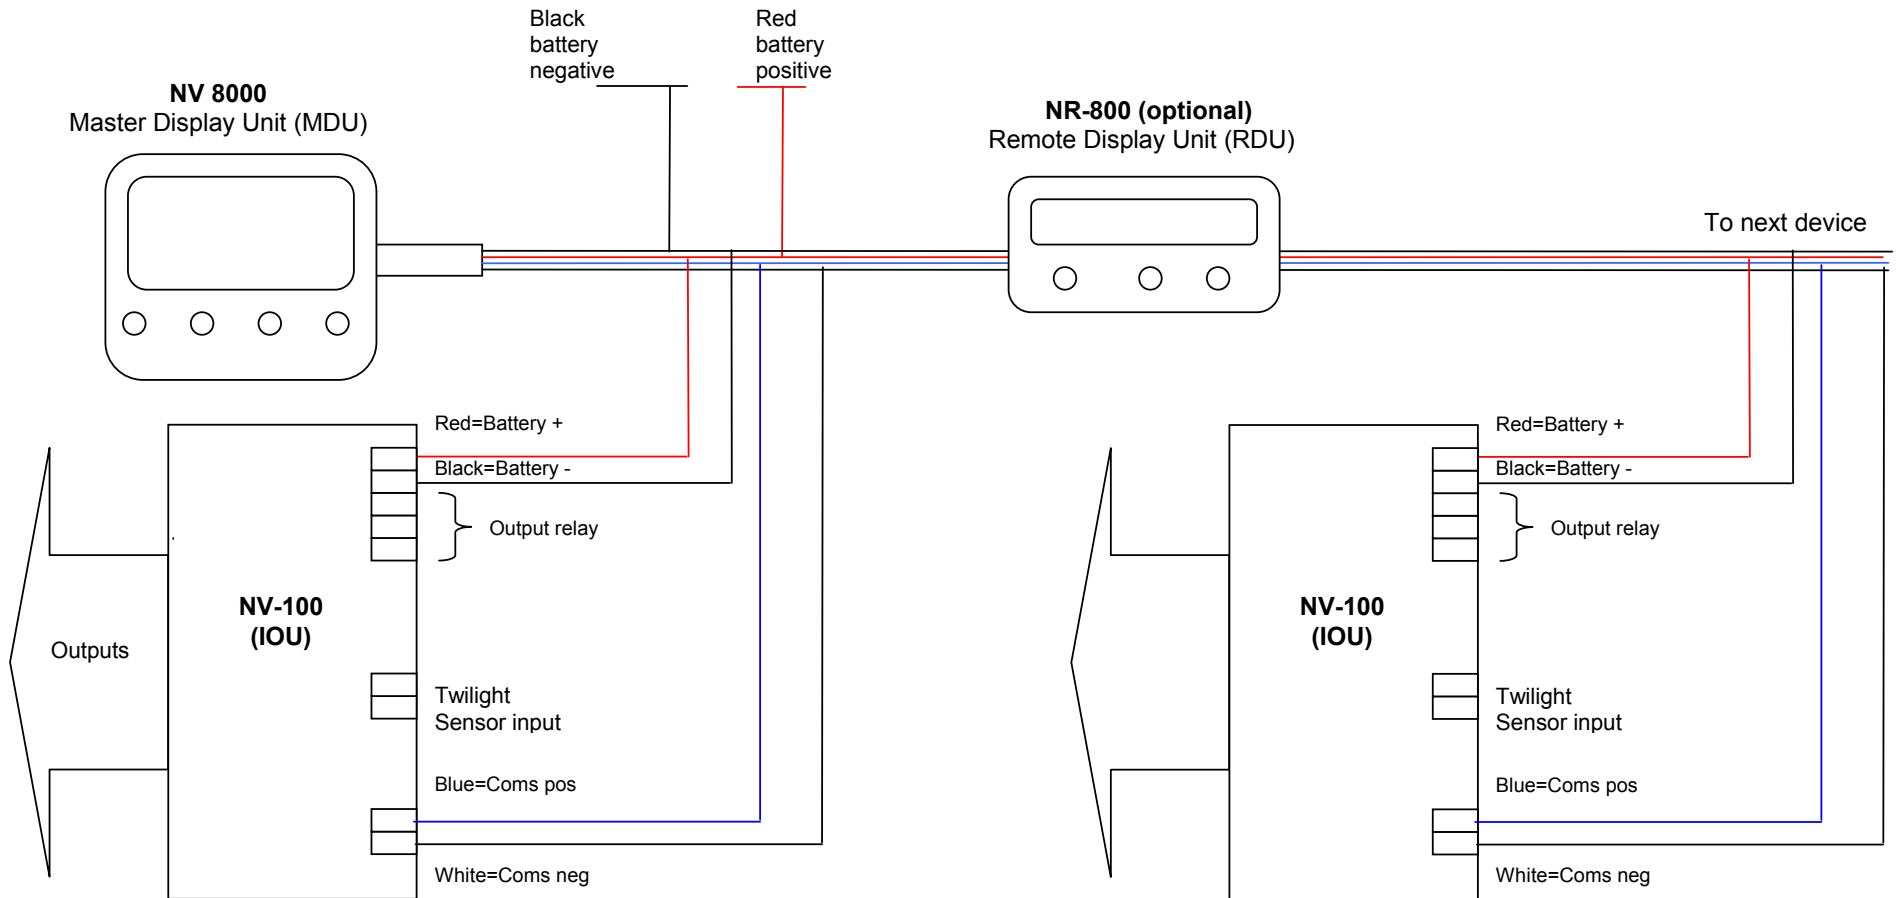 Black
battery
negative
Red
battery
positive
NV 8000
Master Display Unit (MDU)
NR-800 (optional)
Remote Display Unit (RDU)
To next device
Red=Battery +
Black=Battery -
Output relay
NV-100
(IOU)
Outputs
Twilight
Sensor input
Blue=Coms pos
White=Coms neg
Red=Battery +
Black=Battery -
Output relay
NV-100
(IOU)
Twilight
Sensor input
Blue=Coms pos
White=Coms neg